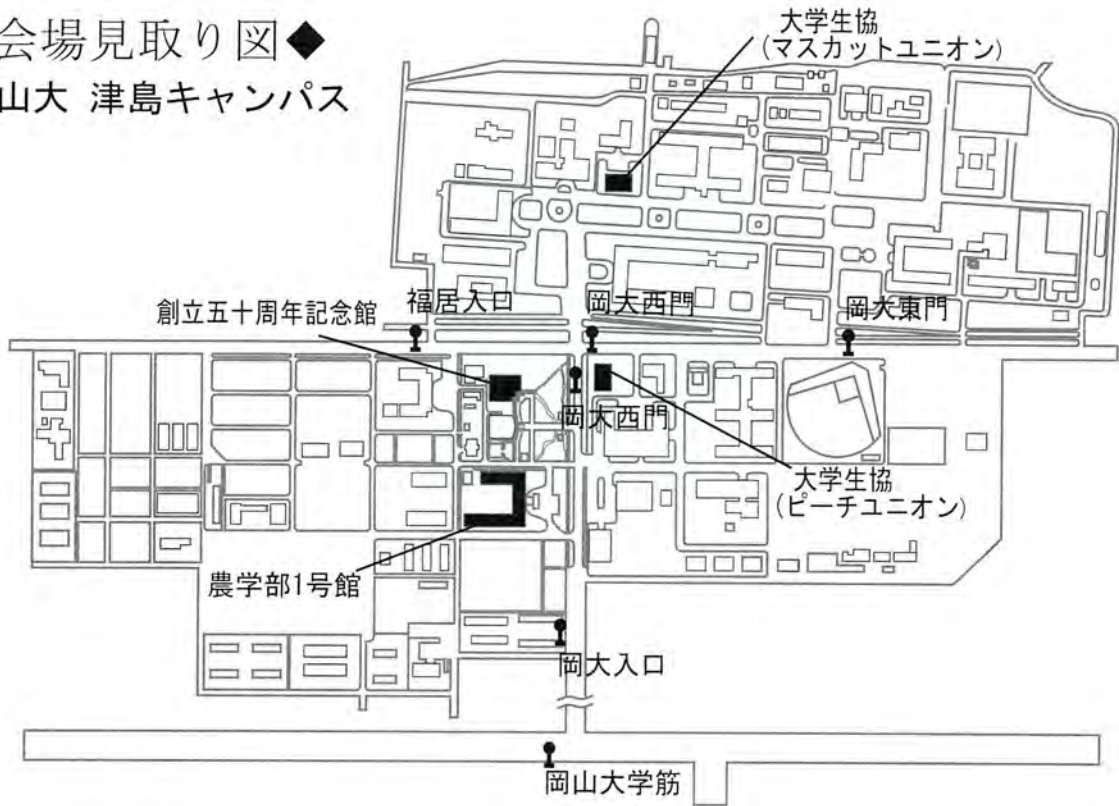 会場見取り図◆
山大 津島キャンパス
大学生協
(マスカットユニオン)
創立五十周年記念館
福居入口
岡大西門
岡大東門
岡大西門
大学生協
(ピーチユニオン)
農学部1号館
岡大入口
岡山大学筋